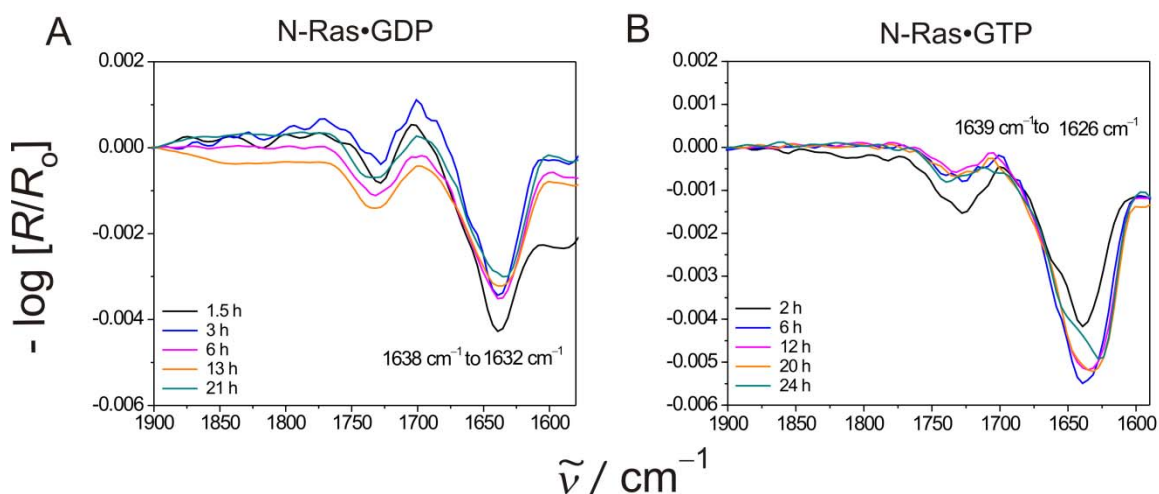 A
N-Ras•GDP
B
N-Ras•GTP
- log [R/Rₒ]
0.002
0.000
-0.002
-0.004
-0.006
1.5 h
3 h
6 h
13 h
21 h
1638 cm⁻¹ to 1632 cm⁻¹
1900 1850 1800 1750 1700 1650 1600
0.002
0.001
0.000
-0.001
-0.002
-0.003
-0.004
-0.005
-0.006
1639 cm⁻¹ to 1626 cm⁻¹
2 h
6 h
12 h
20 h
24 h
1900 1850 1800 1750 1700 1650 1600
ṽ / cm⁻¹